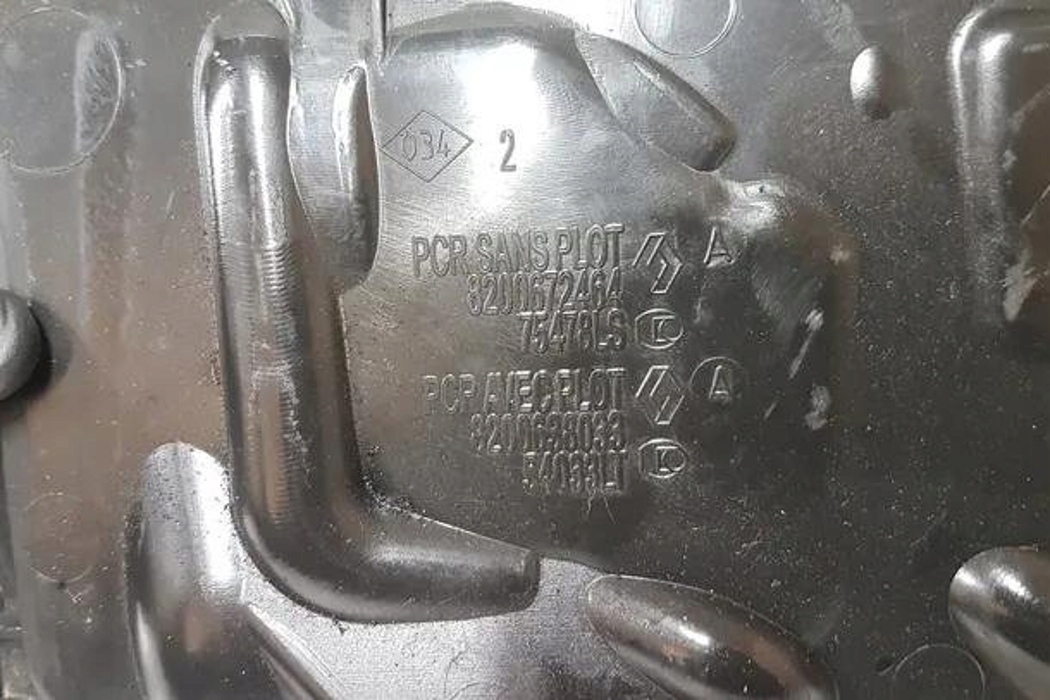 034
2
PCR SANS PLOT
A
8200672464
75478LS
K
PCR AVEC PLOT
A
8200688033
54033LT
K